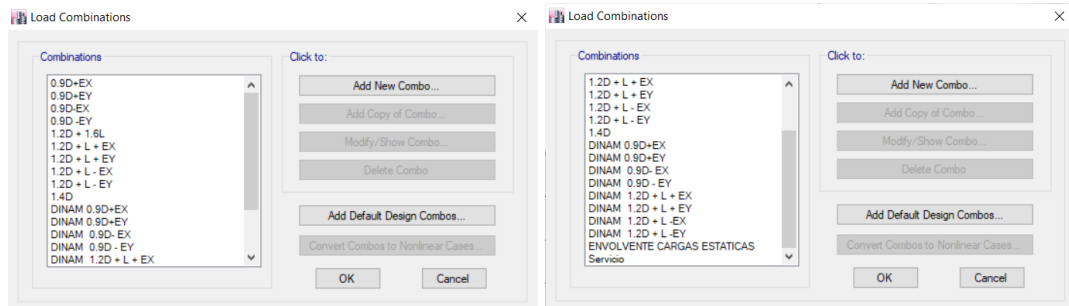 Load Combinations
Combinations
0.9D+EX
0.9D+EY
0.9D-EX
0.9D -EY
1.2D + 1.6L
1.2D + L + EX
1.2D + L + EY
1.2D + L - EX
1.2D + L - EY
1.4D
DINAM 0.9D+EX
DINAM 0.9D+EY
DINAM  0.9D- EX
DINAM  0.9D - EY
DINAM  1.2D + L + EX
Click to:
Add New Combo...
Add Copy of Combo...
Modify/Show Combo...
Delete Combo
Add Default Design Combos...
Convert Combos to Nonlinear Cases...
OK
Cancel
Load Combinations
Combinations
1.2D + L + EX
1.2D + L + EY
1.2D + L - EX
1.2D + L - EY
1.4D
DINAM 0.9D+EX
DINAM 0.9D+EY
DINAM  0.9D- EX
DINAM  0.9D - EY
DINAM  1.2D + L + EX
DINAM  1.2D + L + EY
DINAM  1.2D + L -EX
DINAM  1.2D + L -EY
ENVOLVENTE CARGAS ESTATICAS
Servicio
Click to:
Add New Combo...
Add Copy of Combo...
Modify/Show Combo...
Delete Combo
Add Default Design Combos...
Convert Combos to Nonlinear Cases...
OK
Cancel